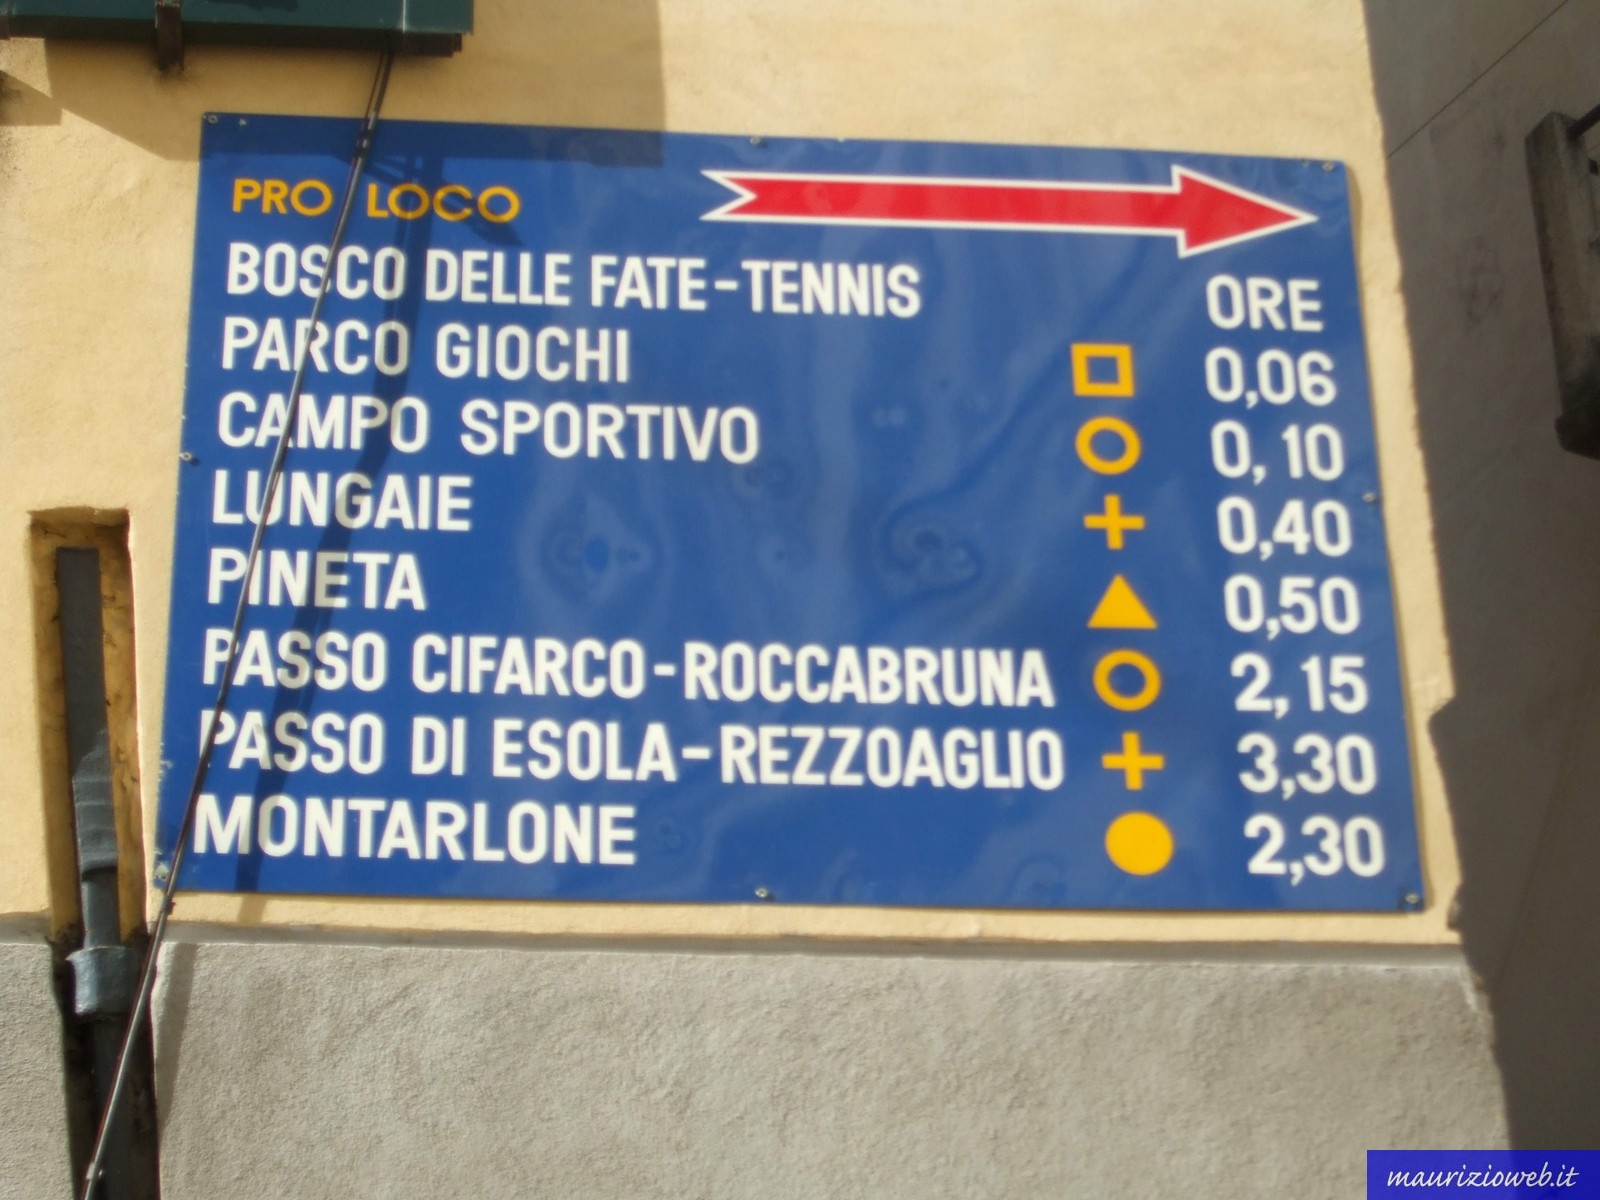 PRO LOCO
BOSCO DELLE FATE-TENNIS ORE
PARCO GIOCHI 0,06
CAMPO SPORTIVO 0,10
LUNGAIE 0,40
PINETA 0,50
PASSO CIFARCO-ROCCABRUNA 2,15
PASSO DI ESOLA-REZZOAGLIO 3,30
MONTARLONE 2,30
maurizioweb.it